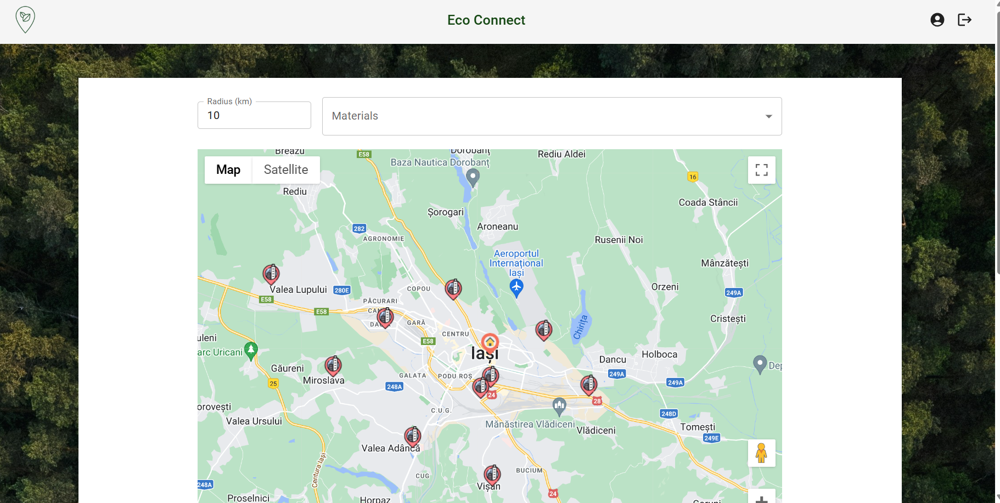 Eco Connect
Radius (km)
10
Materials
Map
Satellite
Breazu
E58
Dorobanț
Baza Nautica Dorobanț
Rediu Aldei
16
Rediu
Coada Stâncii
Șorogari
Aroneanu
282
AGRONOMIE
Rusenii Noi
Aeroportul
Internațional
Iași
Mânzătești
Valea Lupului
280E
COPOU
Orzeni
249A
E58
PĂCURARI
E58
CAN
DA
GARĂ
Chirița
Cristești
CENTRU
uleni
E58
arc Uricani
Iași
Holboca
Dancu
Găureni
Miroslava
GALATA
PODU ROȘ
249A
249A
Dep
25
248A
24
28
orovești
C.U.G.
248D
Valea Ursului
Mănăstirea Vlădiceni
Vlădiceni
Tomești
249E
Valea Adâncă
Centura Iași
CUG
BUCIUM
Vișan
248A
24
Proselnici
Horpaz